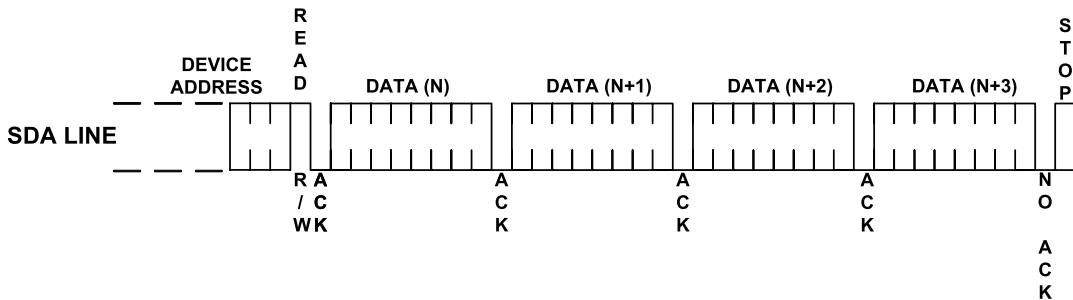 READ
STOP
DEVICE
ADDRESS
DATA (N)
DATA (N+1)
DATA (N+2)
DATA (N+3)
SDA LINE
R/W
ACK
ACK
ACK
ACK
NO ACK